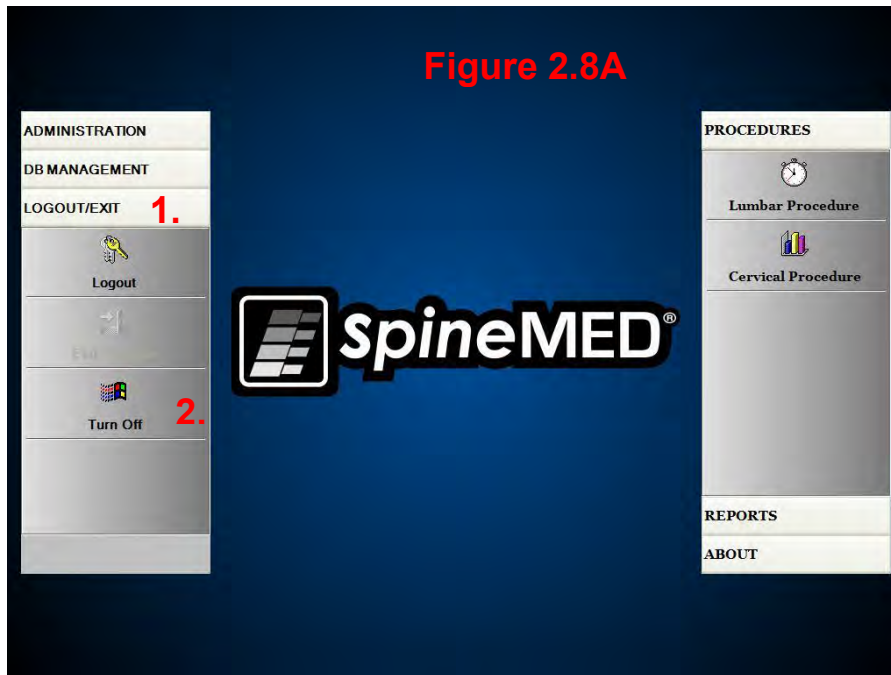 Figure 2.8A
ADMINISTRATION
DB MANAGEMENT
LOGOUT/EXIT 1.
Logout
Exit
Turn Off 2.
SpineMED®
PROCEDURES
Lumbar Procedure
Cervical Procedure
REPORTS
ABOUT